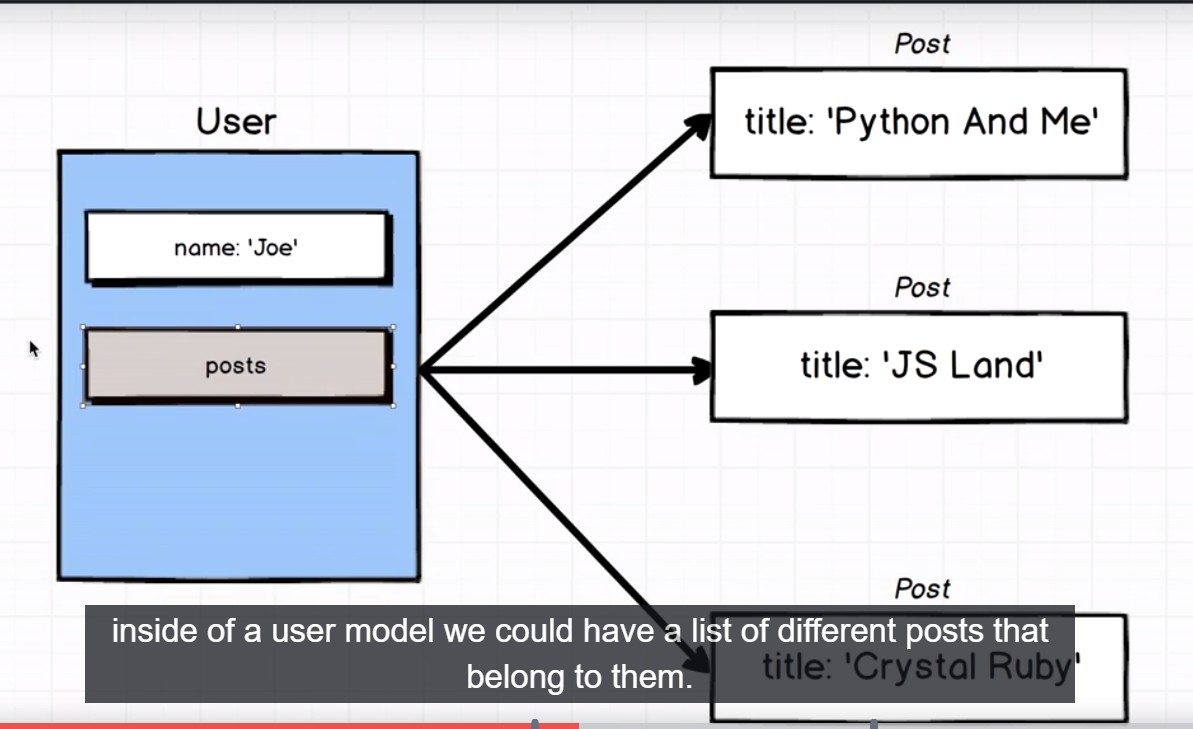 User
name: 'Joe'
posts
Post
title: 'Python And Me'
Post
title: 'JS Land'
Post
title: 'Crystal Ruby'
inside of a user model we could have a list of different posts that
belong to them.